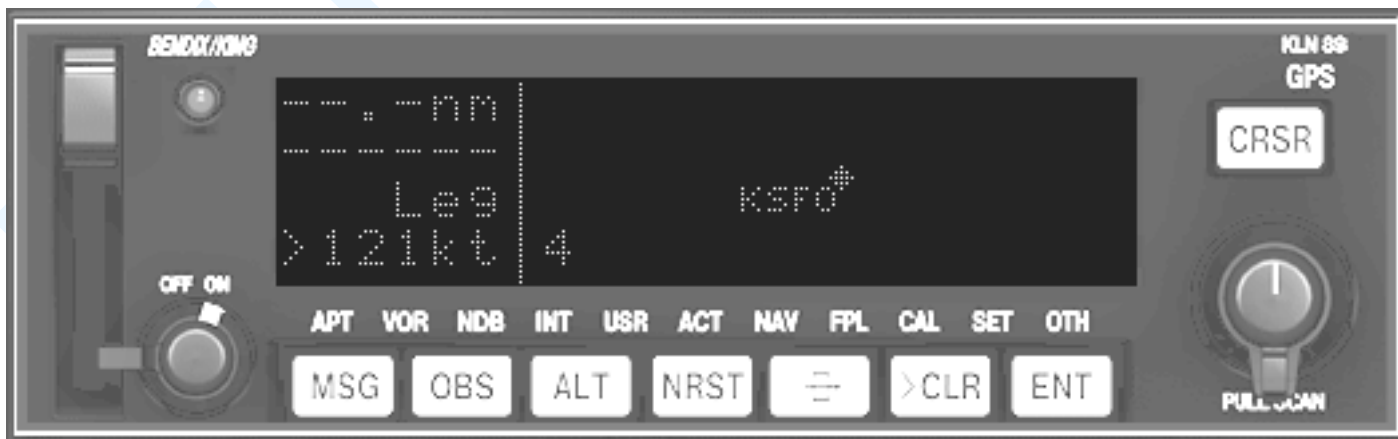 BENDIX/KING
KLN 89
GPS
CRSR
--.-nm
------
Leg
>121kt
4
KSFO
OFF ON
APT VOR NDB INT USR ACT NAV FPL CAL SET OTH
MSG OBS ALT NRST >CLR ENT
PULL SCAN